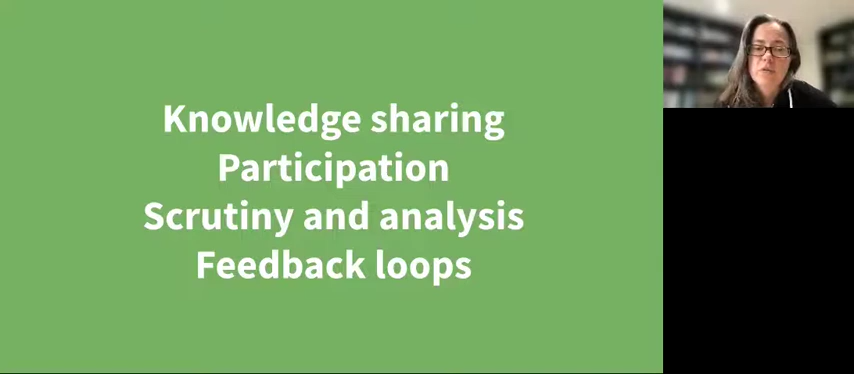 Knowledge sharing
Participation
Scrutiny and analysis
Feedback loops